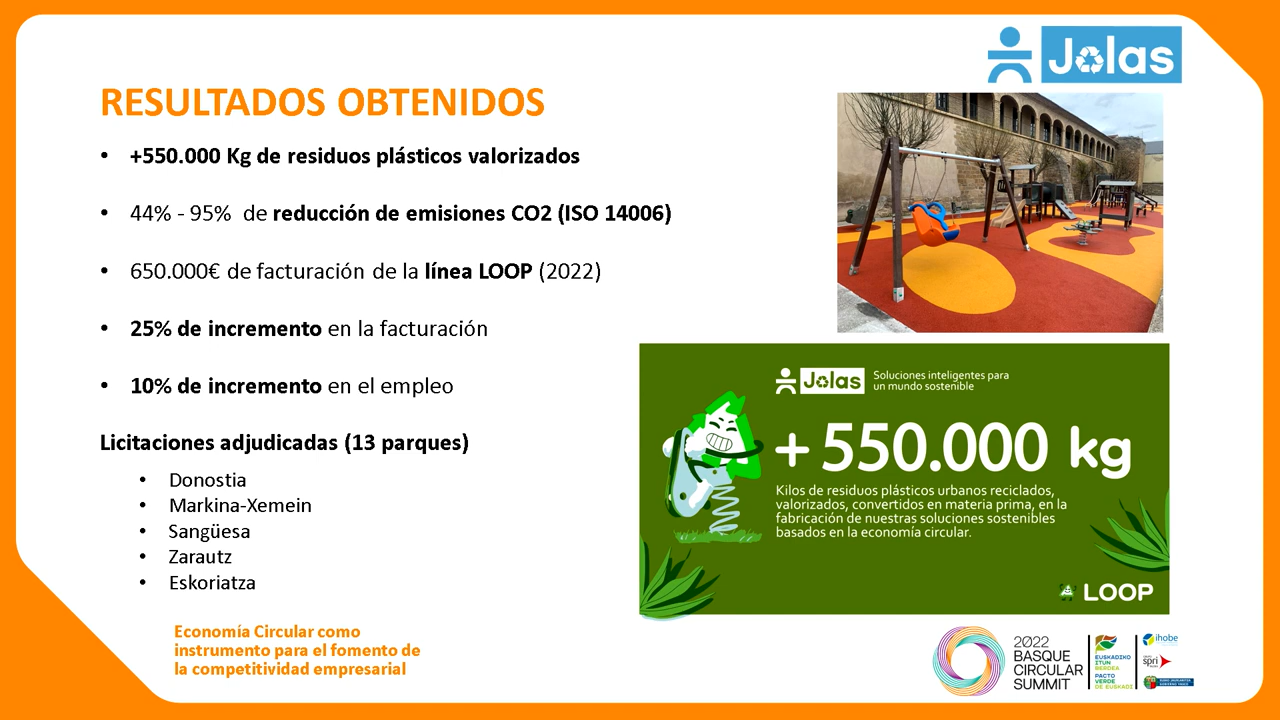 Jolas
RESULTADOS OBTENIDOS
• +550.000 Kg de residuos plásticos valorizados
• 44% - 95% de reducción de emisiones CO2 (ISO 14006)
• 650.000€ de facturación de la línea LOOP (2022)
• 25% de incremento en la facturación
• 10% de incremento en el empleo
Licitaciones adjudicadas (13 parques)
• Donostia
• Markina-Xemein
• Sangüesa
• Zarautz
• Eskoriatza
Jolas
Soluciones inteligentes para
un mundo sostenible
+ 550.000 kg
Kilos de residuos plásticos urbanos reciclados,
valorizados, convertidos en materia prima, en la
fabricación de nuestras soluciones sostenibles
basados en la economía circular.
LOOP
Economía Circular como
instrumento para el fomento de
la competitividad empresarial
2022
BASQUE
CIRCULAR
SUMMIT
EUSKADIKO
ITUN
BERDEA
PACTO
VERDE
DE EUSKADI
ihobe
spri